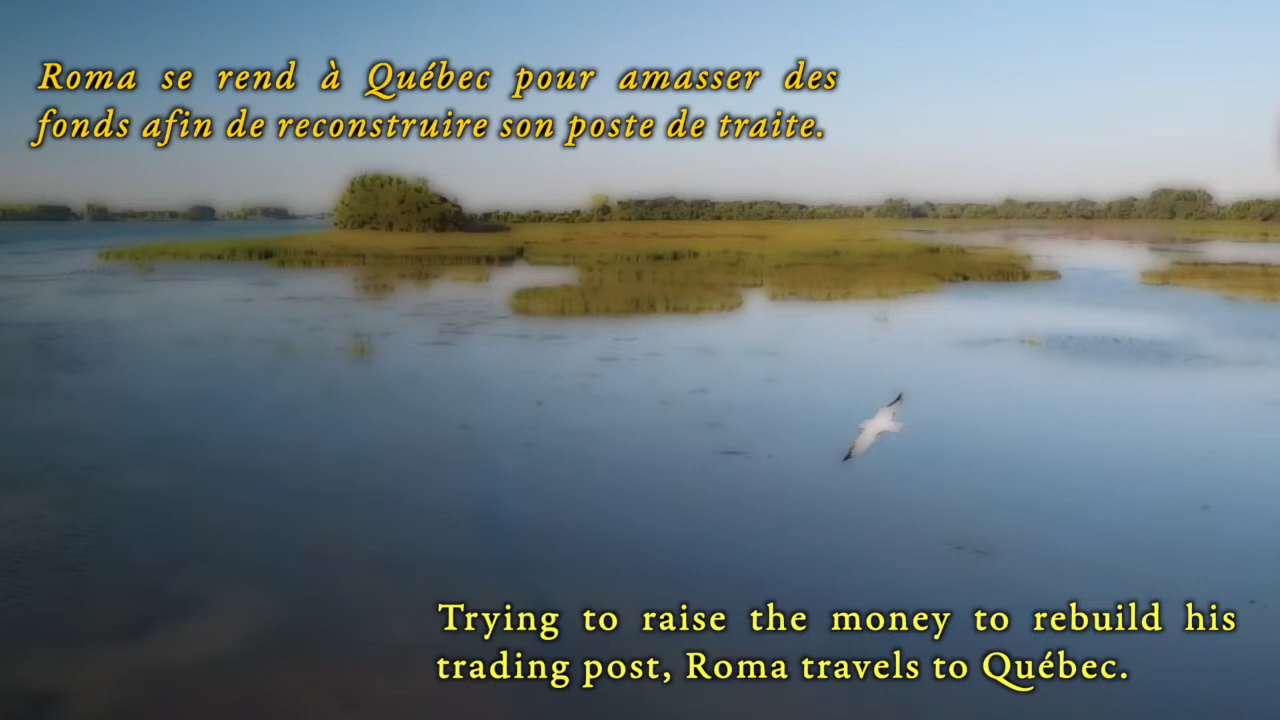 Roma se rend à Québec pour amasser des
fonds afin de reconstruire son poste de traite.
Trying to raise the money to rebuild his
trading post, Roma travels to Québec.